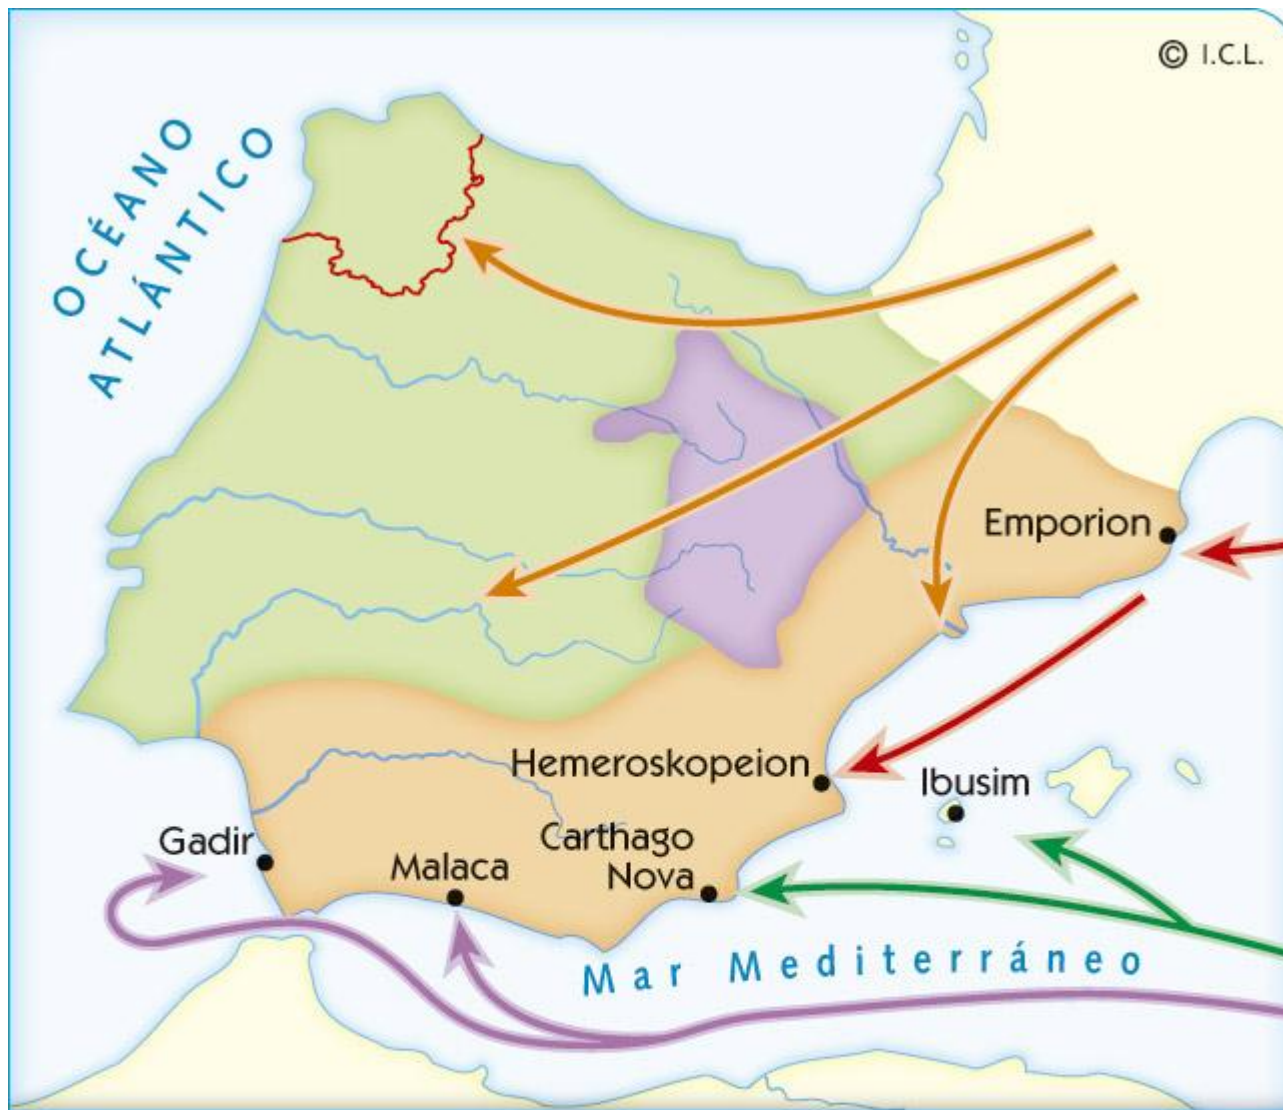 © I.C.L.
OCÉANO
ATLÁNTICO
Emporion
Hemeroskopeion
Ibusim
Gadir
Malaca
Carthago
Nova
Mar Mediterráneo